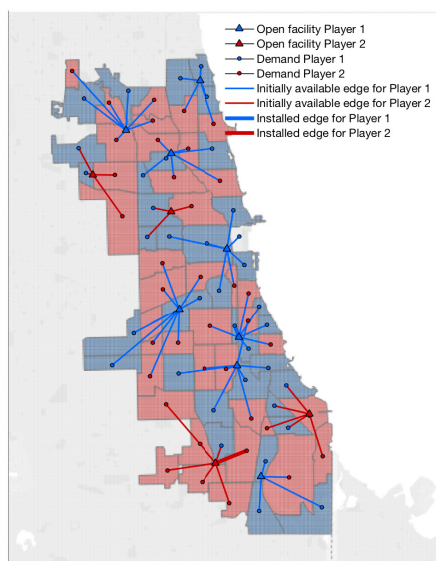 Open facility Player 1
Open facility Player 2
Demand Player 1
Demand Player 2
Initially available edge for Player 1
Initially available edge for Player 2
Installed edge for Player 1
Installed edge for Player 2